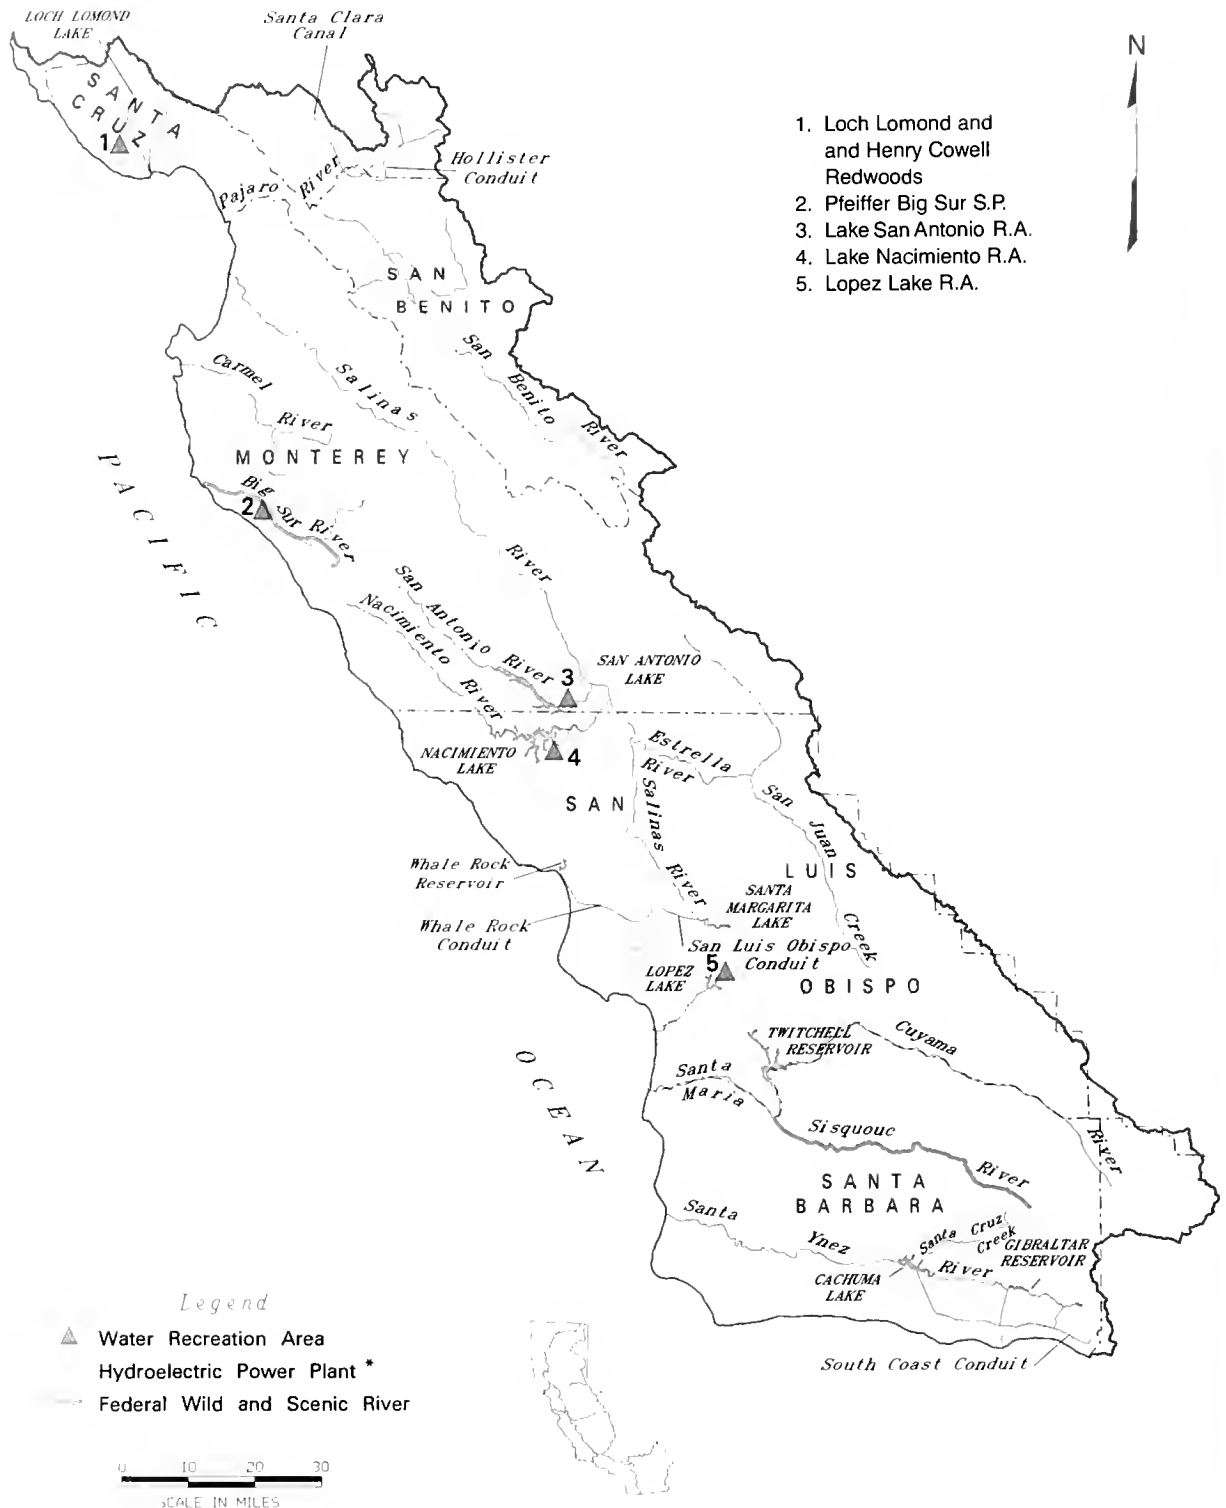 LOCH LOMOND
LAKE
Santa Clara
Canal
N
SANTA
CRUZ
1
Hollister
Conduit
Pajaro River
1. Loch Lomond and
and Henry Cowell
Redwoods
2. Pfeiffer Big Sur S.P.
3. Lake San Antonio R.A.
4. Lake Nacimiento R.A.
5. Lopez Lake R.A.
SAN
BENITO
San Benito River
Carmel
River
Salinas
River
MONTEREY
PACIFIC
Big Sur River
2
San Antonio River
Nacimiento River
3
SAN ANTONIO
LAKE
NACIMIENTO
LAKE
4
Estrella
River
SAN
Salinas River
San Juan Creek
LUIS
Whale Rock
Reservoir
Whale Rock
Conduit
SANTA
MARGARITA
LAKE
San Luis Obispo
Conduit
5
LOPEZ
LAKE
OBISPO
OCEAN
TWITCHELL
RESERVOIR
Cuyama River
Santa
Maria
Sisquouc River
SANTA
BARBARA
Santa Ynez River
Santa Cruz
Creek
GIBRALTAR
RESERVOIR
CACHUMA
LAKE
South Coast Conduit
Legend
Water Recreation Area
Hydroelectric Power Plant *
Federal Wild and Scenic River
0 10 20 30
SCALE IN MILES